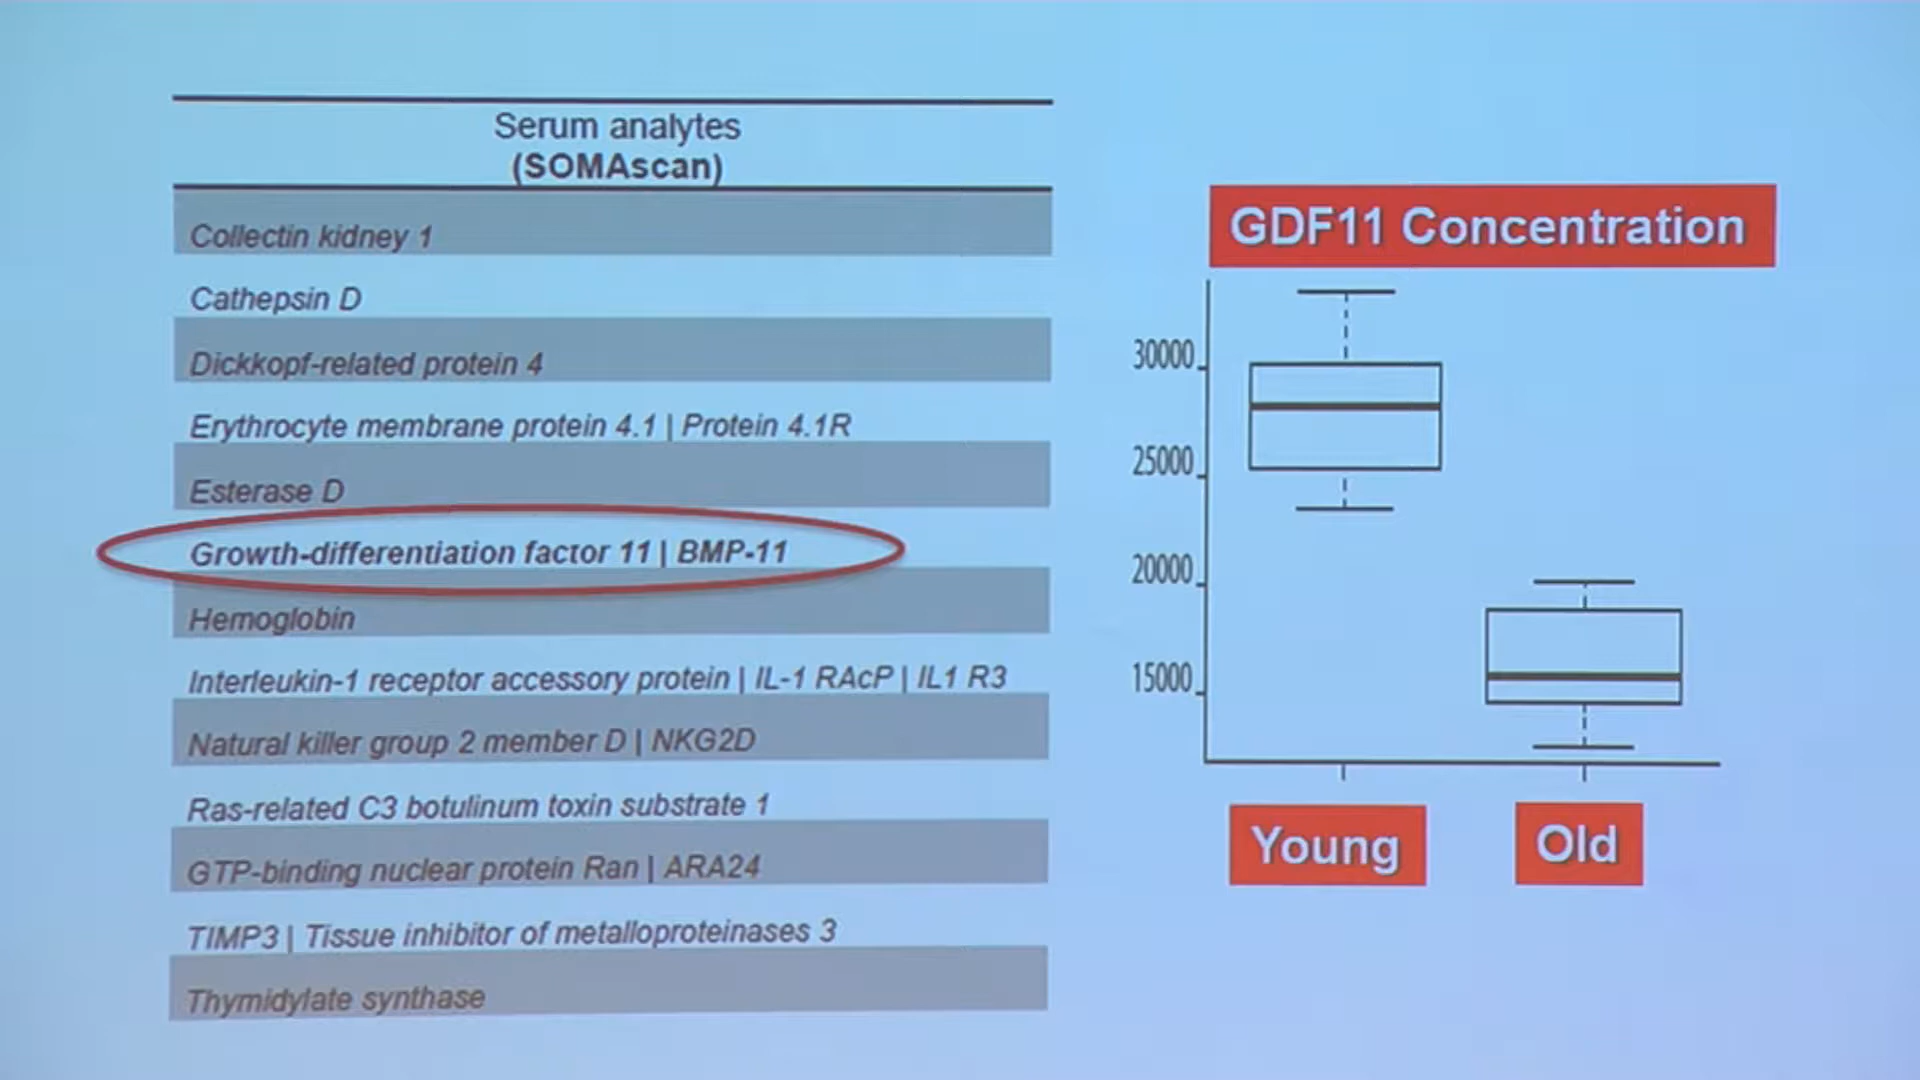 Serum analytes
(SOMAscan)
Collectin kidney 1
Cathepsin D
Dickkopf-related protein 4
Erythrocyte membrane protein 4.1 | Protein 4.1R
Esterase D
Growth-differentiation factor 11 | BMP-11
Hemoglobin
Interleukin-1 receptor accessory protein | IL-1 RAcP | IL1 R3
Natural killer group 2 member D | NKG2D
Ras-related C3 botulinum toxin substrate 1
GTP-binding nuclear protein Ran | ARA24
TIMP3 | Tissue inhibitor of metalloproteinases 3
Thymidylate synthase
GDF11 Concentration
30000
25000
20000
15000
Young
Old